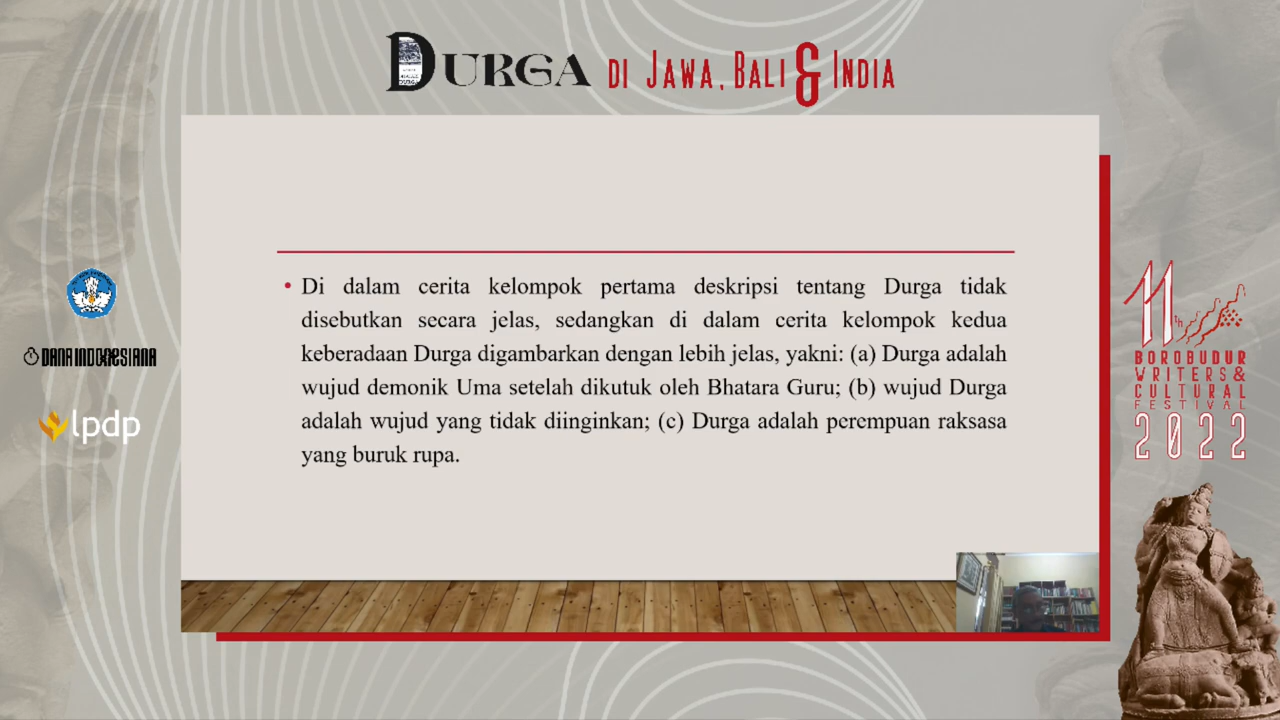 DURGA DI JAWA, BALI & INDIA
• Di dalam cerita kelompok pertama deskripsi tentang Durga tidak
disebutkan secara jelas, sedangkan di dalam cerita kelompok kedua
keberadaan Durga digambarkan dengan lebih jelas, yakni: (a) Durga adalah
wujud demonik Uma setelah dikutuk oleh Bhatara Guru; (b) wujud Durga
adalah wujud yang tidak diinginkan; (c) Durga adalah perempuan raksasa
yang buruk rupa.
DANA INDONESIANA
lpdp
11th
BOROBUDUR
WRITERS &
CULTURAL
FESTIVAL
2022